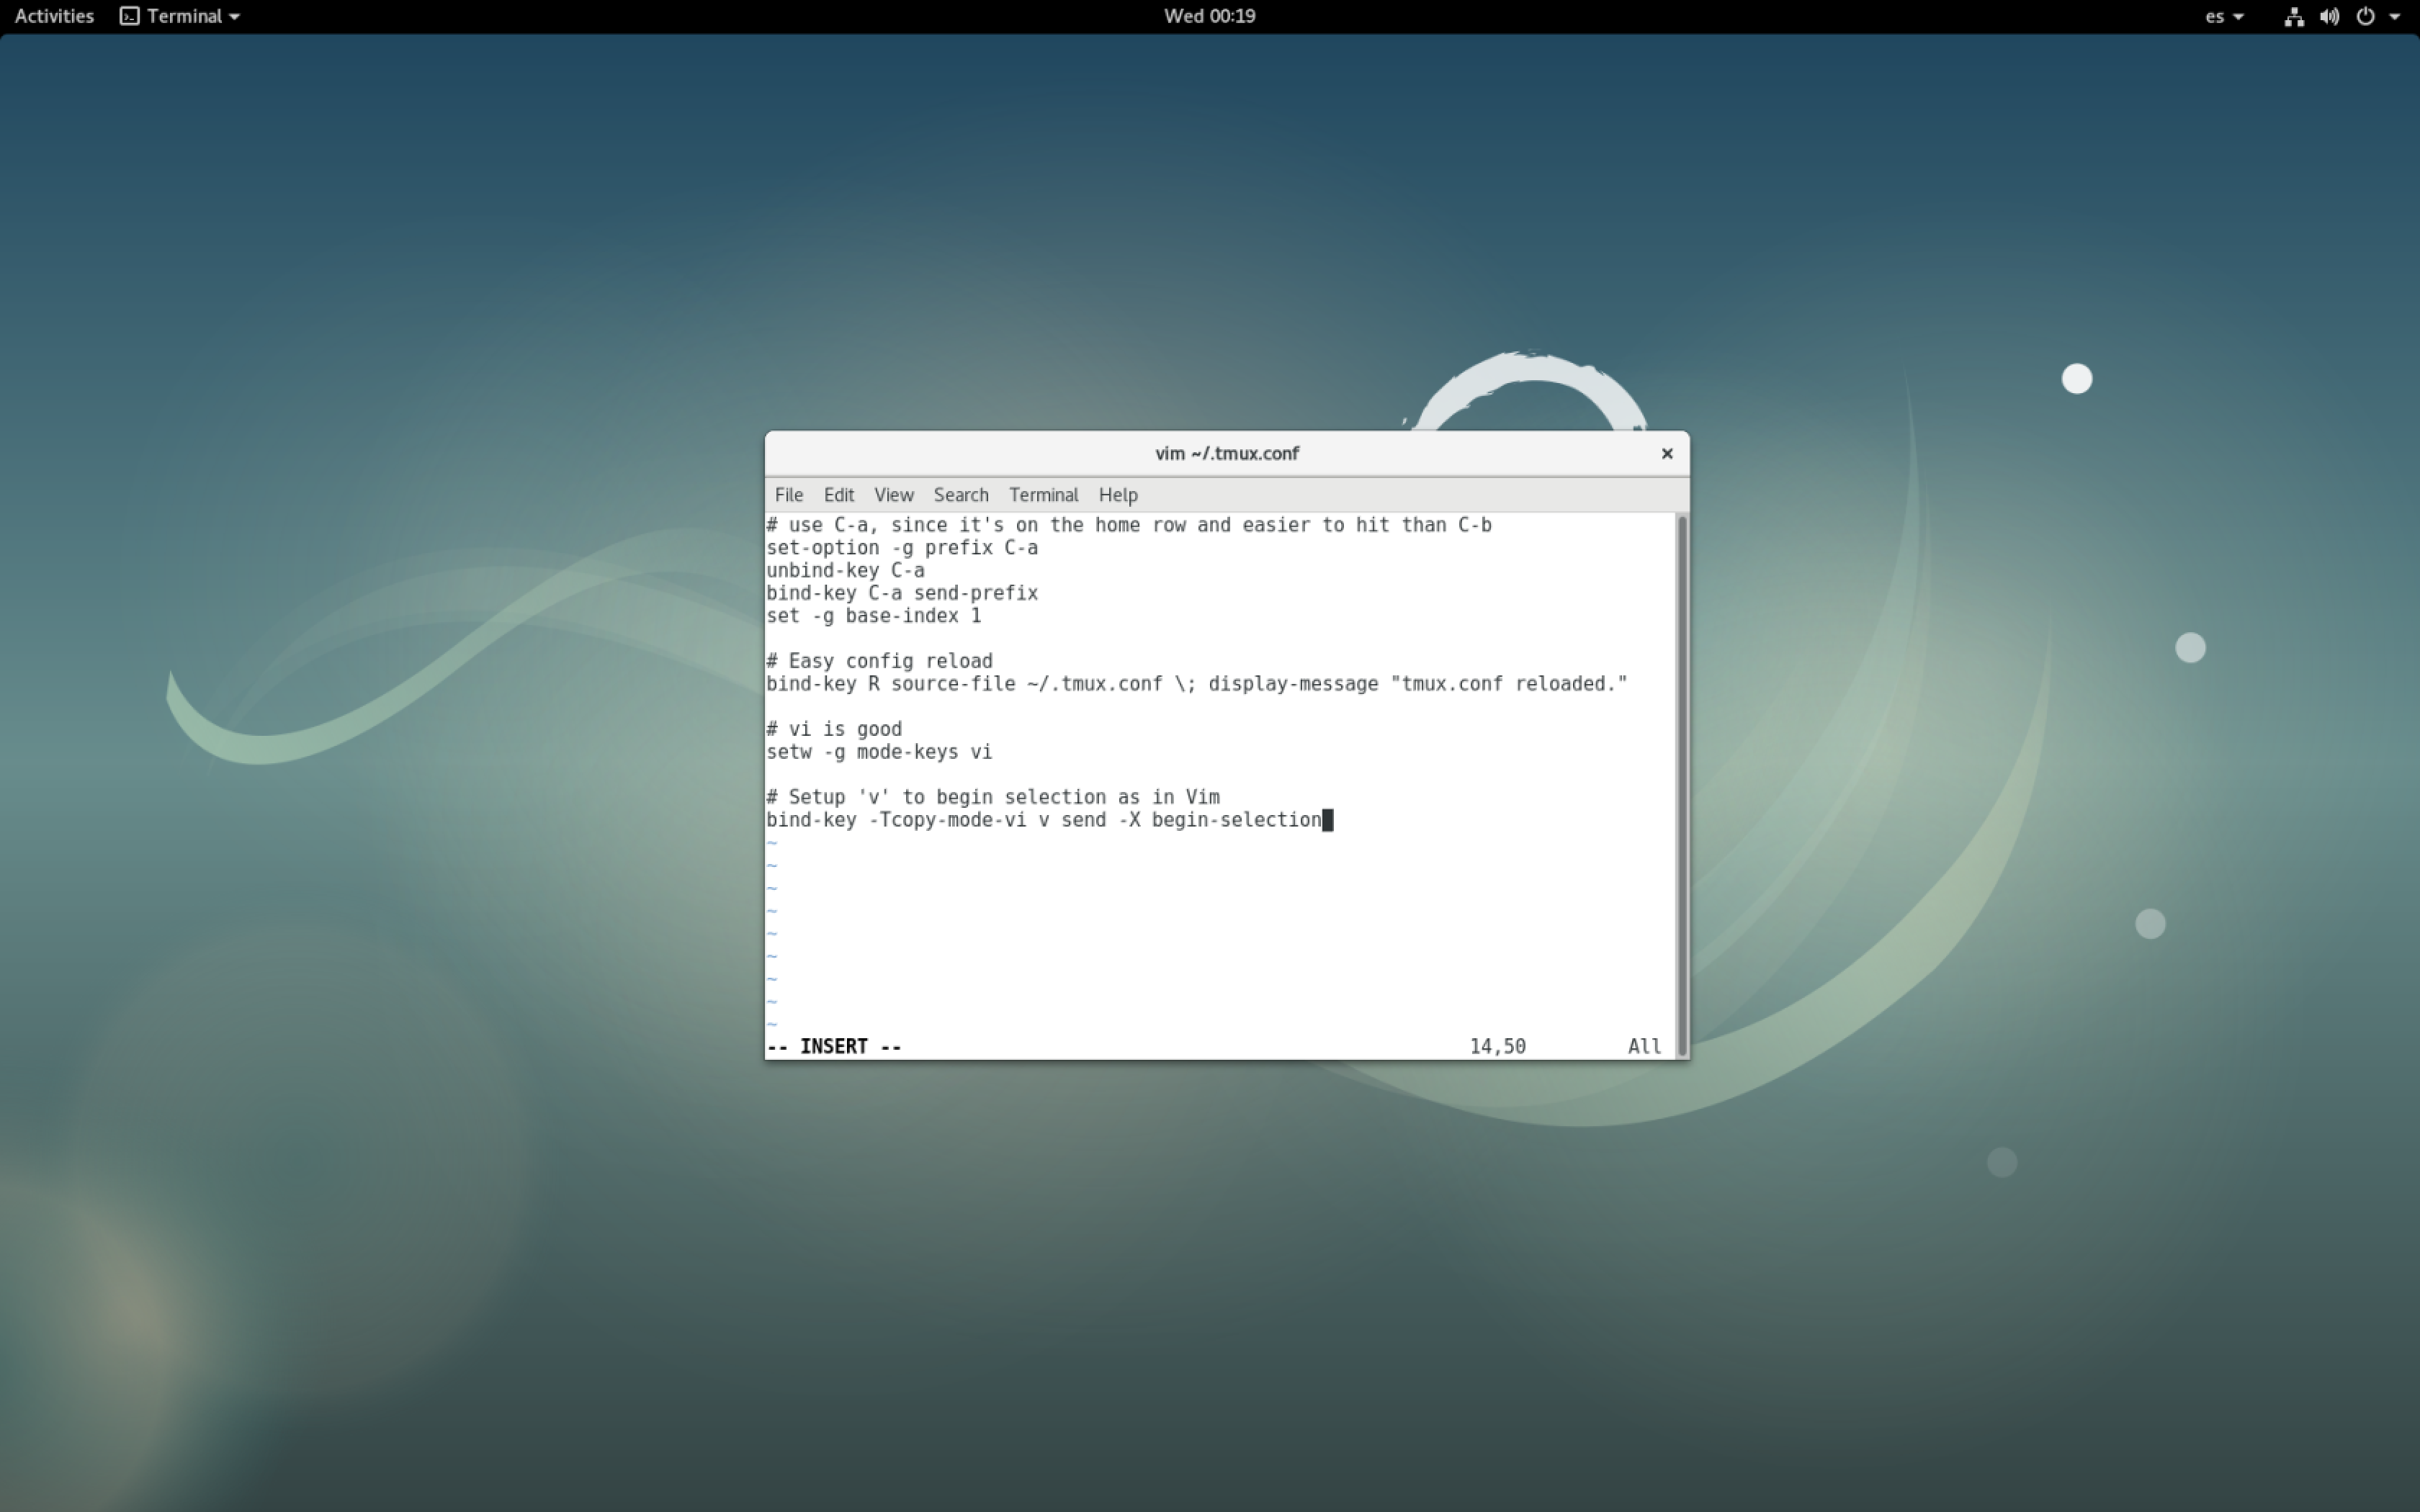 Activities Terminal Wed 00:19 es
vim ~/.tmux.conf
File Edit View Search Terminal Help
# use C-a, since it's on the home row and easier to hit than C-b
set-option -g prefix C-a
unbind-key C-a
bind-key C-a send-prefix
set -g base-index 1
# Easy config reload
bind-key R source-file ~/.tmux.conf \; display-message "tmux.conf reloaded."
# vi is good
setw -g mode-keys vi
# Setup 'v' to begin selection as in Vim
bind-key -Tcopy-mode-vi v send -X begin-selection
~
~
~
~
~
~
~
~
~
-- INSERT -- 14,50 All